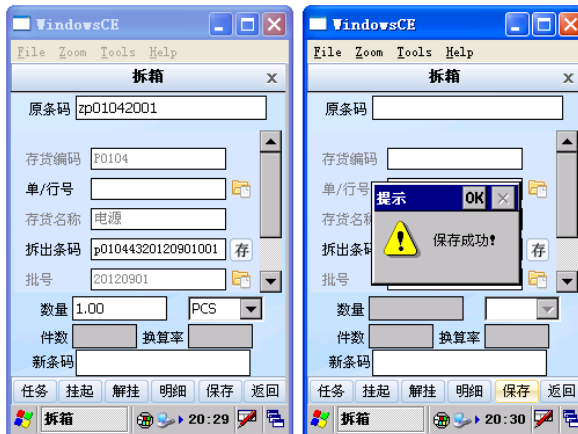 WindowsCE
File Zoom Tools Help
拆箱 x
原条码 zp01042001
存货编码 P0104
单/行号
存货名称 电源
拆出条码 p01044320120901001 存
批号 20120901
数量 1.00 PCS
件数 换算率
新条码
任务 挂起 解挂 明细 保存 返回
拆箱 20:29
WindowsCE
File Zoom Tools Help
拆箱 x
原条码
存货编码
单/行号
提示 OK
存货名
保存成功!
拆出条 存
批号
数量
件数 换算率
新条码
任务 挂起 解挂 明细 保存 返回
拆箱 20:30